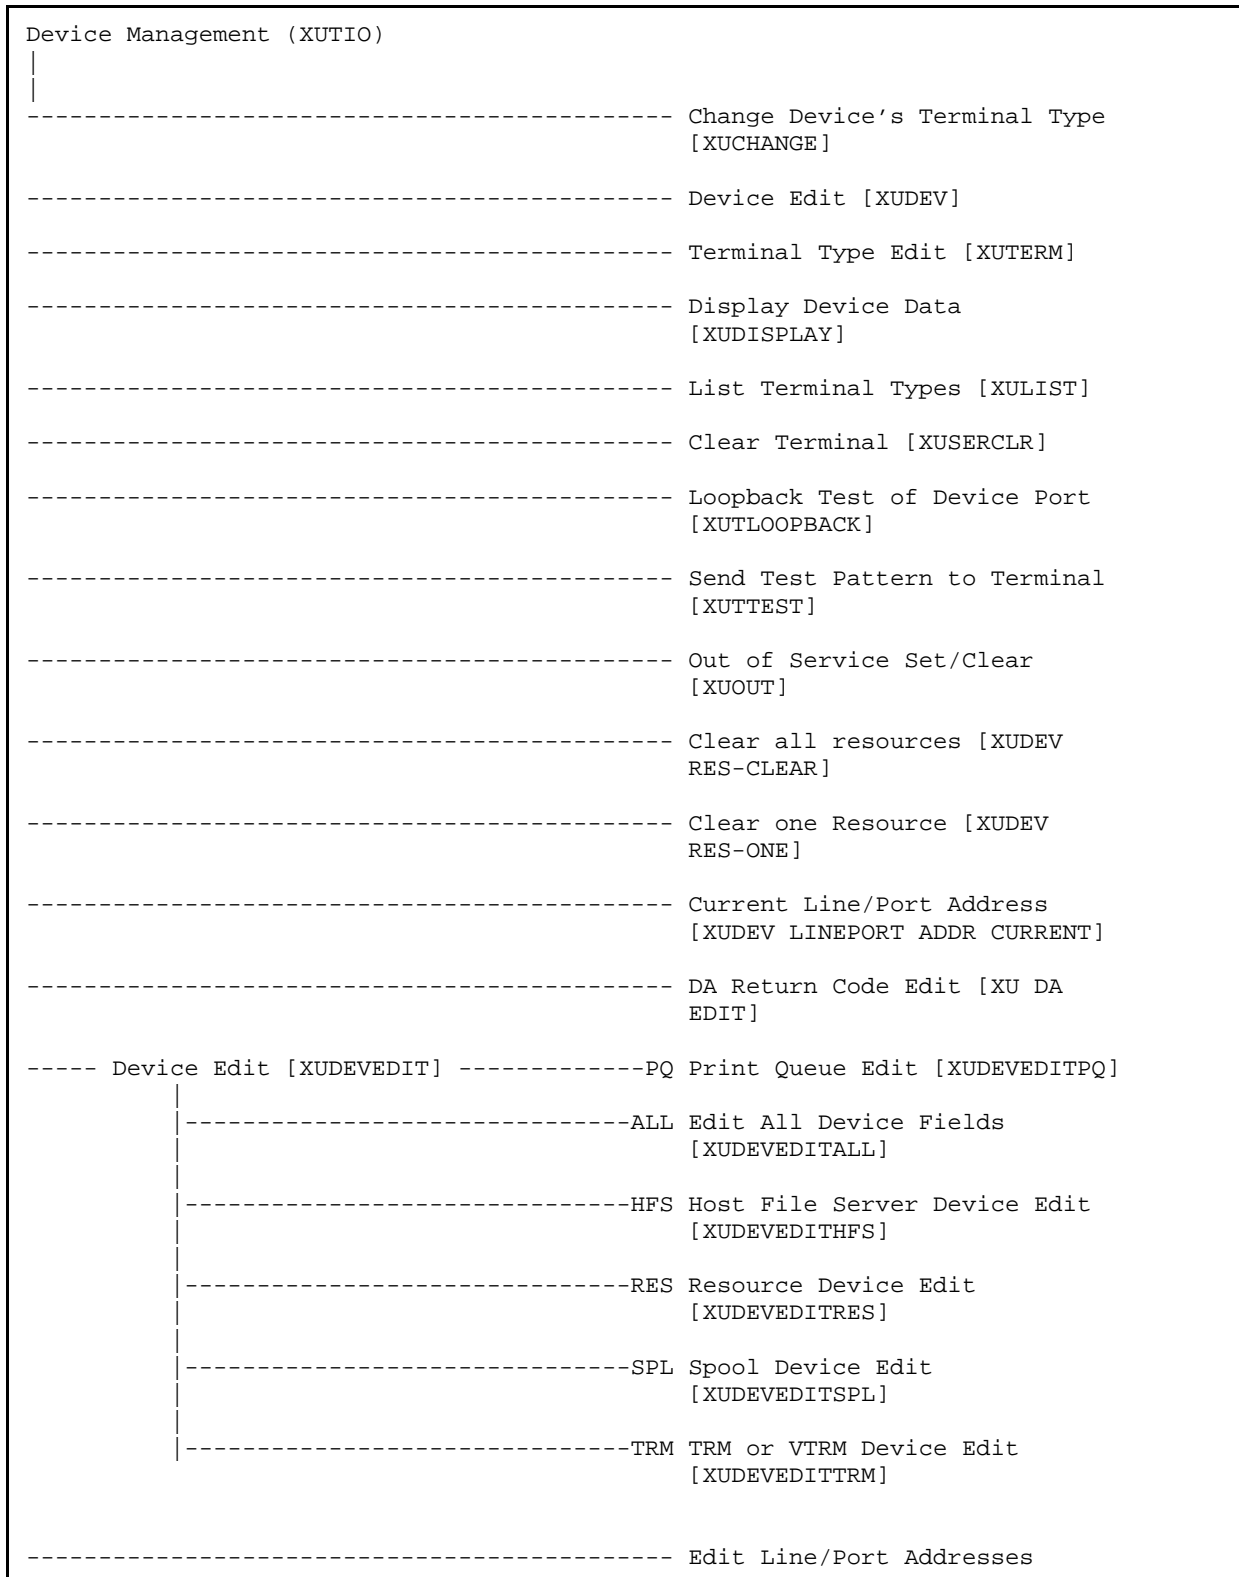 Device Management (XUTIO)
|
|
--------------------------------------------- Change Device’s Terminal Type
[XUCHANGE]
--------------------------------------------- Device Edit [XUDEV]
--------------------------------------------- Terminal Type Edit [XUTERM]
--------------------------------------------- Display Device Data
[XUDISPLAY]
--------------------------------------------- List Terminal Types [XULIST]
--------------------------------------------- Clear Terminal [XUSERCLR]
--------------------------------------------- Loopback Test of Device Port
[XUTLOOPBACK]
--------------------------------------------- Send Test Pattern to Terminal
[XUTTEST]
--------------------------------------------- Out of Service Set/Clear
[XUOUT]
--------------------------------------------- Clear all resources [XUDEV
RES-CLEAR]
--------------------------------------------- Clear one Resource [XUDEV
RES-ONE]
--------------------------------------------- Current Line/Port Address
[XUDEV LINEPORT ADDR CURRENT]
--------------------------------------------- DA Return Code Edit [XU DA
EDIT]
----- Device Edit [XUDEVEDIT] -------------PQ Print Queue Edit [XUDEVEDITPQ]
|
|-------------------------------ALL Edit All Device Fields
| [XUDEVEDITALL]
|
|-------------------------------HFS Host File Server Device Edit
| [XUDEVEDITHFS]
|
|-------------------------------RES Resource Device Edit
| [XUDEVEDITRES]
|
|-------------------------------SPL Spool Device Edit
| [XUDEVEDITSPL]
|
|-------------------------------TRM TRM or VTRM Device Edit
[XUDEVEDITTRM]
--------------------------------------------- Edit Line/Port Addresses